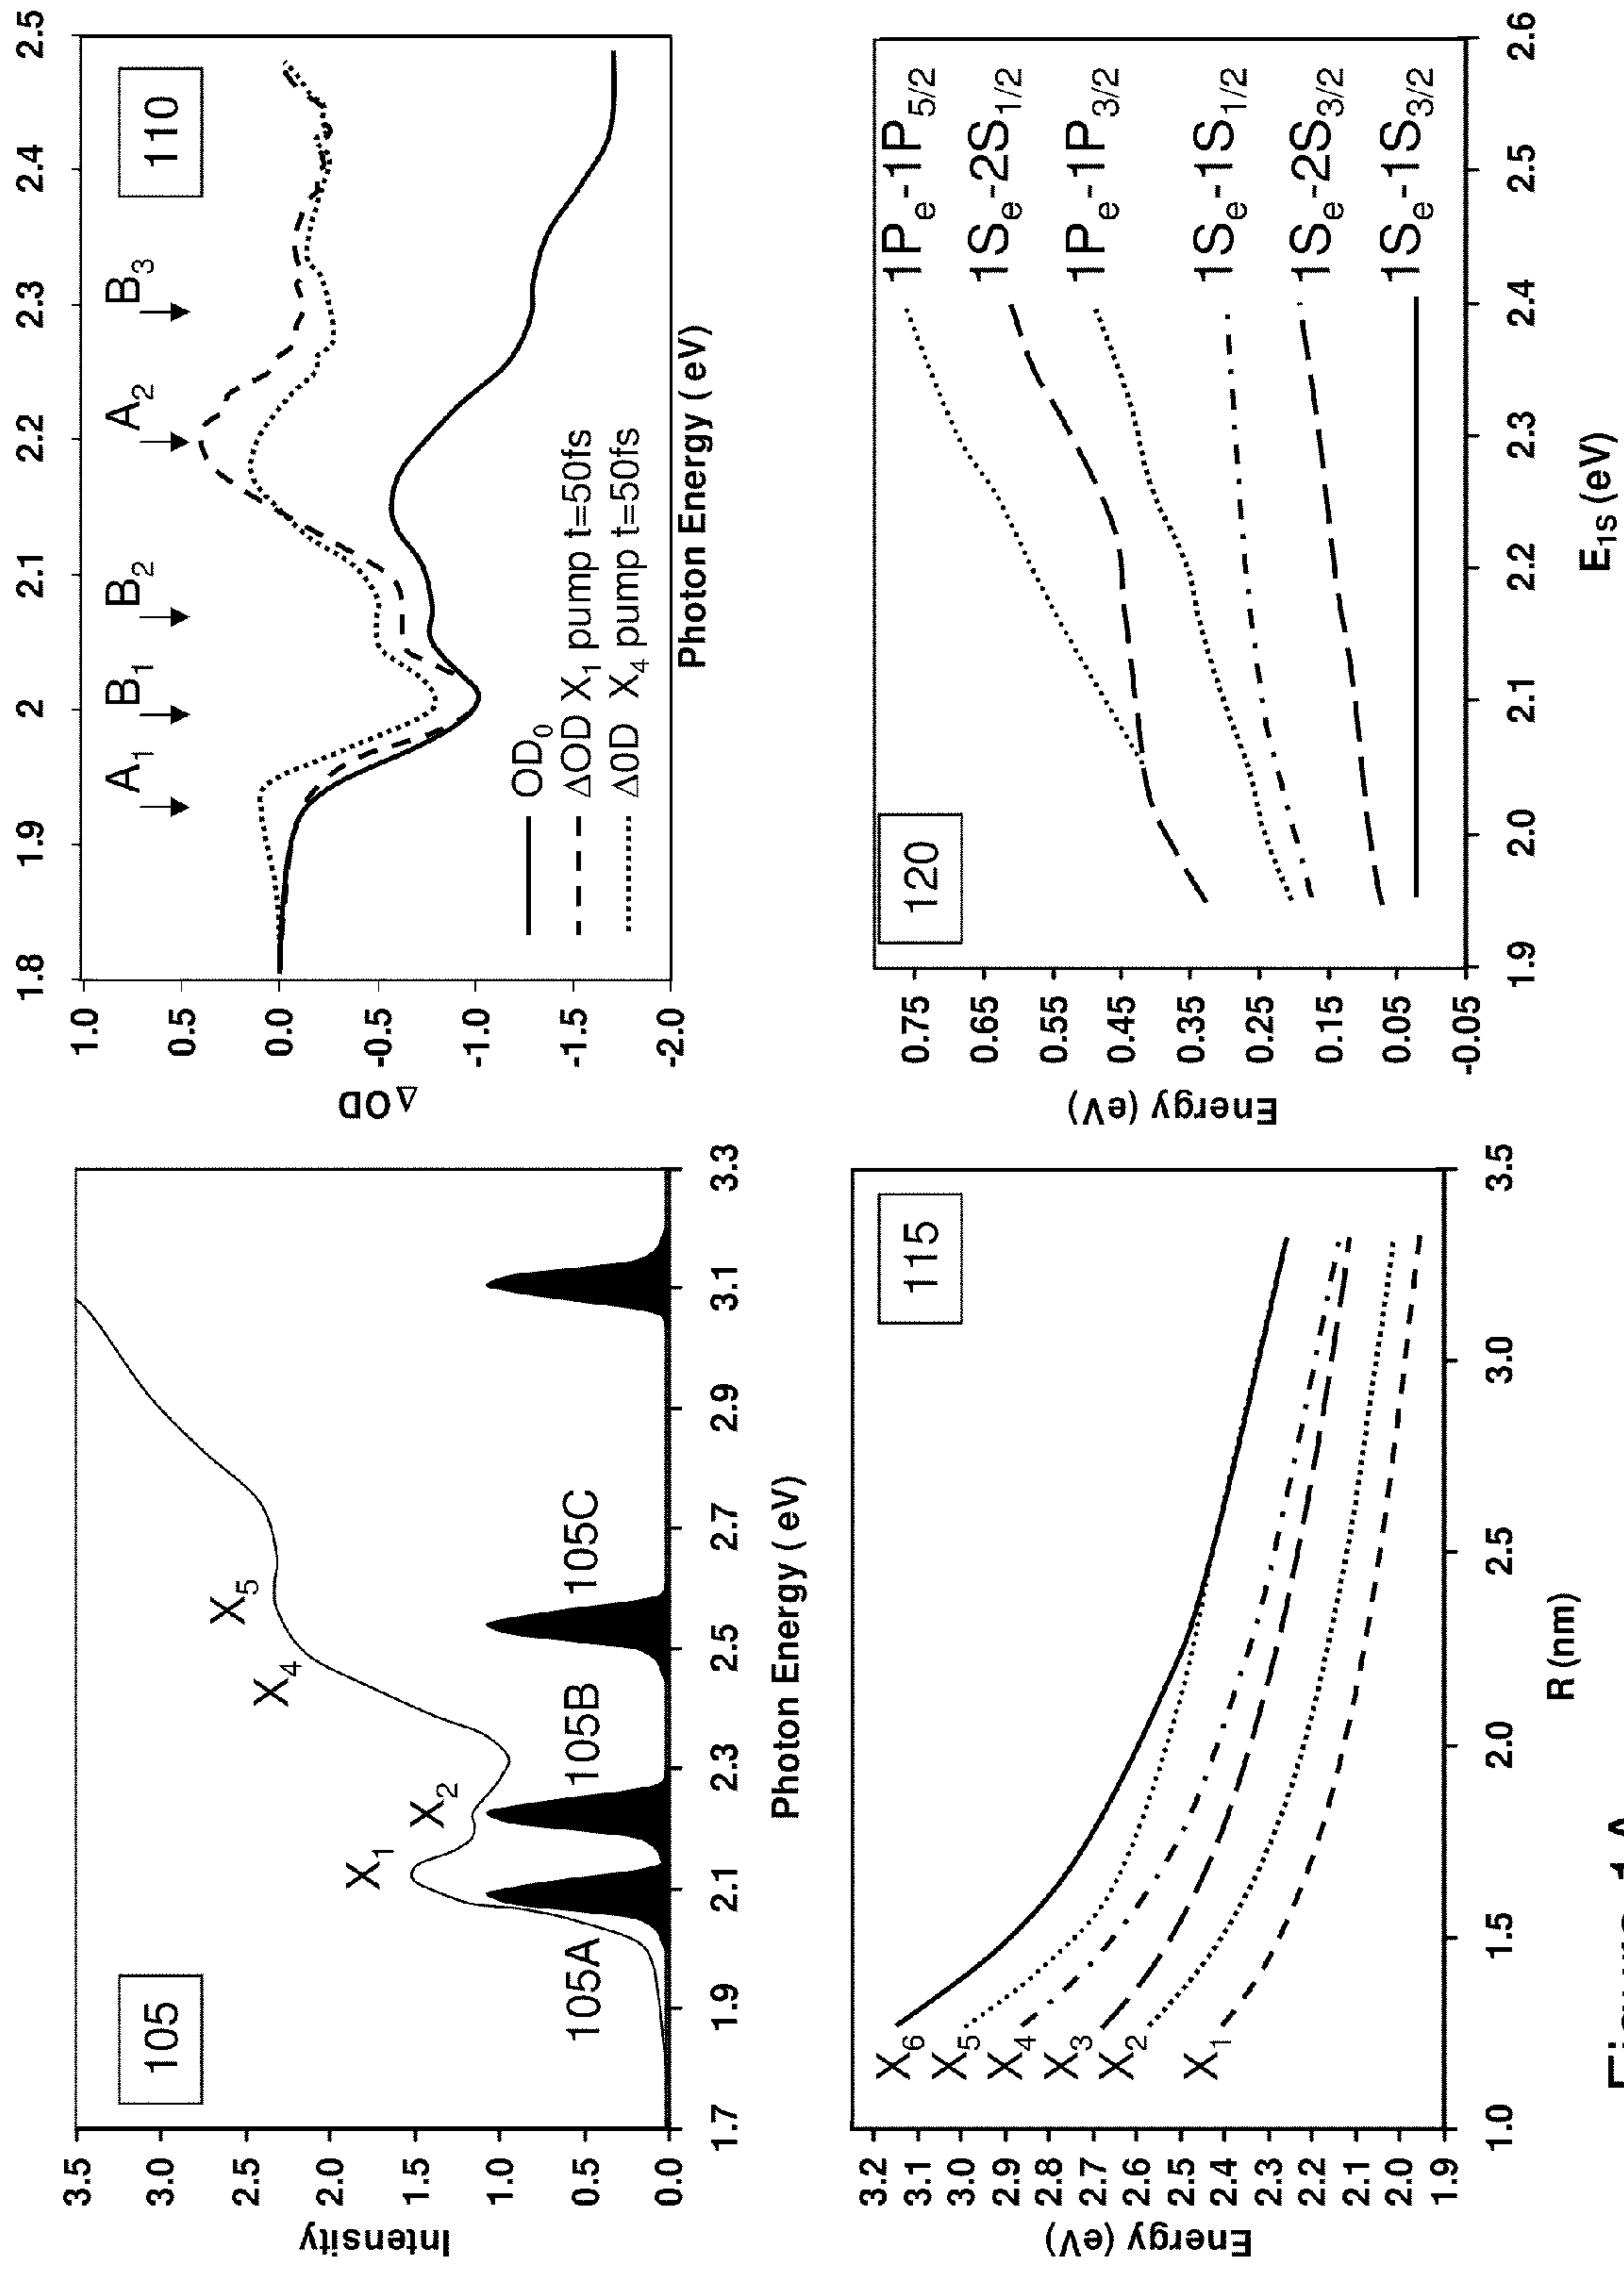 105
3.5
3.0
2.5
2.0
1.5
1.0
0.5
0.0
Intensity
X1
X2
X4
X5
105A
105B
105C
1.7
1.9
2.1
2.3
2.5
2.7
2.9
3.1
3.3
Photon Energy ( eV)
110
1.0
0.5
0.0
-0.5
-1.0
-1.5
-2.0
ΔOD
1.8
1.9
2
2.1
2.2
2.3
2.4
2.5
A1
B1
B2
A2
B3
OD0
ΔOD X1 pump t=50fs
Δ0D X4 pump t=50fs
Photon Energy ( eV)
115
3.2
3.1
3.0
2.9
2.8
2.7
2.6
2.5
2.4
2.3
2.2
2.1
2.0
1.9
Energy (eV)
X6
X5
X4
X3
X2
X1
1.0
1.5
2.0
2.5
3.0
3.5
R (nm)
120
0.75
0.65
0.55
0.45
0.35
0.25
0.15
0.05
-0.05
Energy (eV)
1Pe-1P5/2
1Se-2S1/2
1Pe-1P3/2
1Se-1S1/2
1Se-2S3/2
1Se-1S3/2
1.9
2.0
2.1
2.2
2.3
2.4
2.5
2.6
E1s (eV)